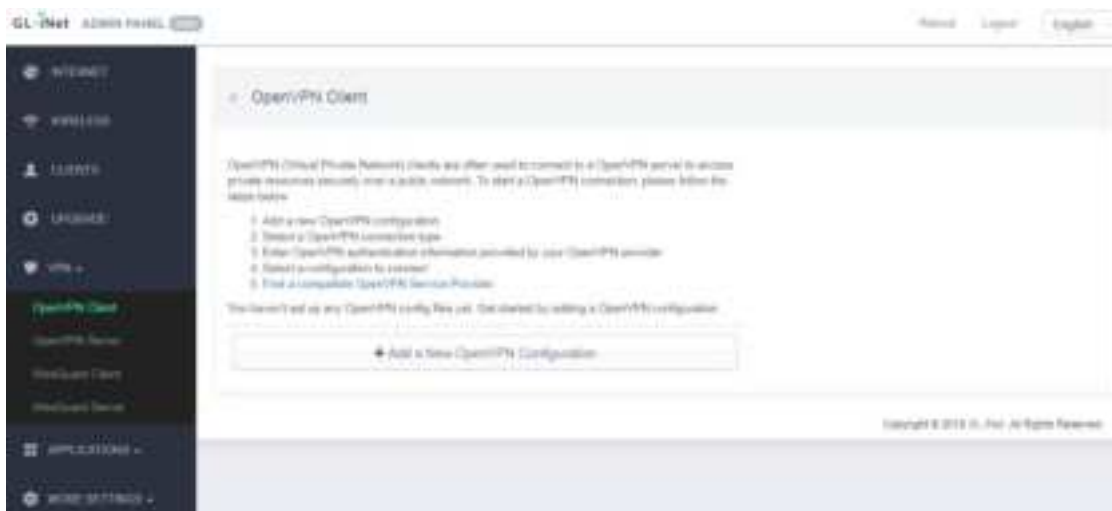 GL·iNet ADMIN PANEL
Reboot Logout English
INTERNET
WIRELESS
CLIENTS
UPGRADE
VPN
OpenVPN Client
OpenVPN Server
WireGuard Client
WireGuard Server
APPLICATIONS
MORE SETTINGS
OpenVPN Client
OpenVPN (Virtual Private Network) clients are often used to connect to a OpenVPN server to access
private resources securely over a public network. To start a OpenVPN connection, please follow the
steps below
1. Add a new OpenVPN configuration
2. Select a OpenVPN connection type
3. Enter OpenVPN authentication information provided by your OpenVPN provider
4. Select a configuration to connect
5. Find a compatible OpenVPN Service Provider
You haven't set up any OpenVPN config files yet. Get started by adding a OpenVPN configuration
+ Add a New OpenVPN Configuration
Copyright © 2019 GL.iNet. All Rights Reserved